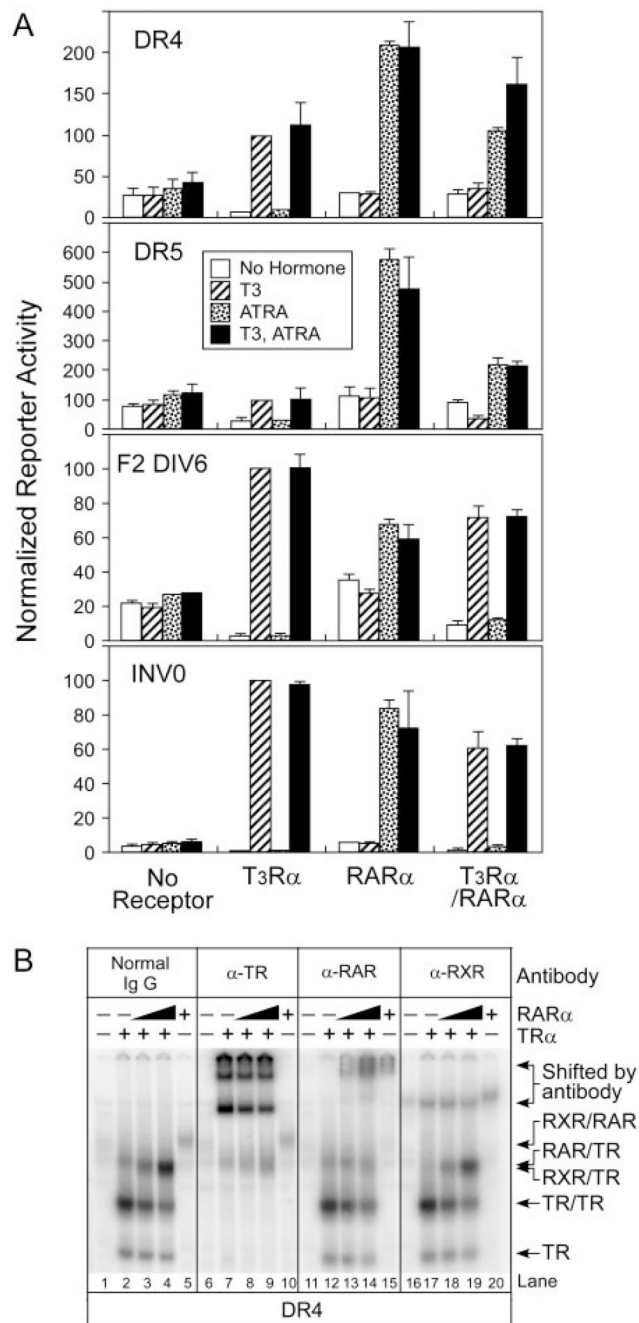 A
DR4
200
150
100
50
0
DR5
600
500
400
300
200
100
0
No Hormone
T3
ATRA
T3, ATRA
F2 DIV6
100
80
60
40
20
0
INV0
100
80
60
40
20
0
Normalized Reporter Activity
No Receptor
T3Rα
RARα
T3Rα /RARα
B
Normal Ig G
α-TR
α-RAR
α-RXR
Antibody
– – + – – + – – + – – + RARα
– + + + – – + + + – – + + + – – + + + – TRα
Shifted by antibody
RXR/RAR
RAR/TR
RXR/TR
TR/TR
TR
1 2 3 4 5 6 7 8 9 10 11 12 13 14 15 16 17 18 19 20 Lane
DR4